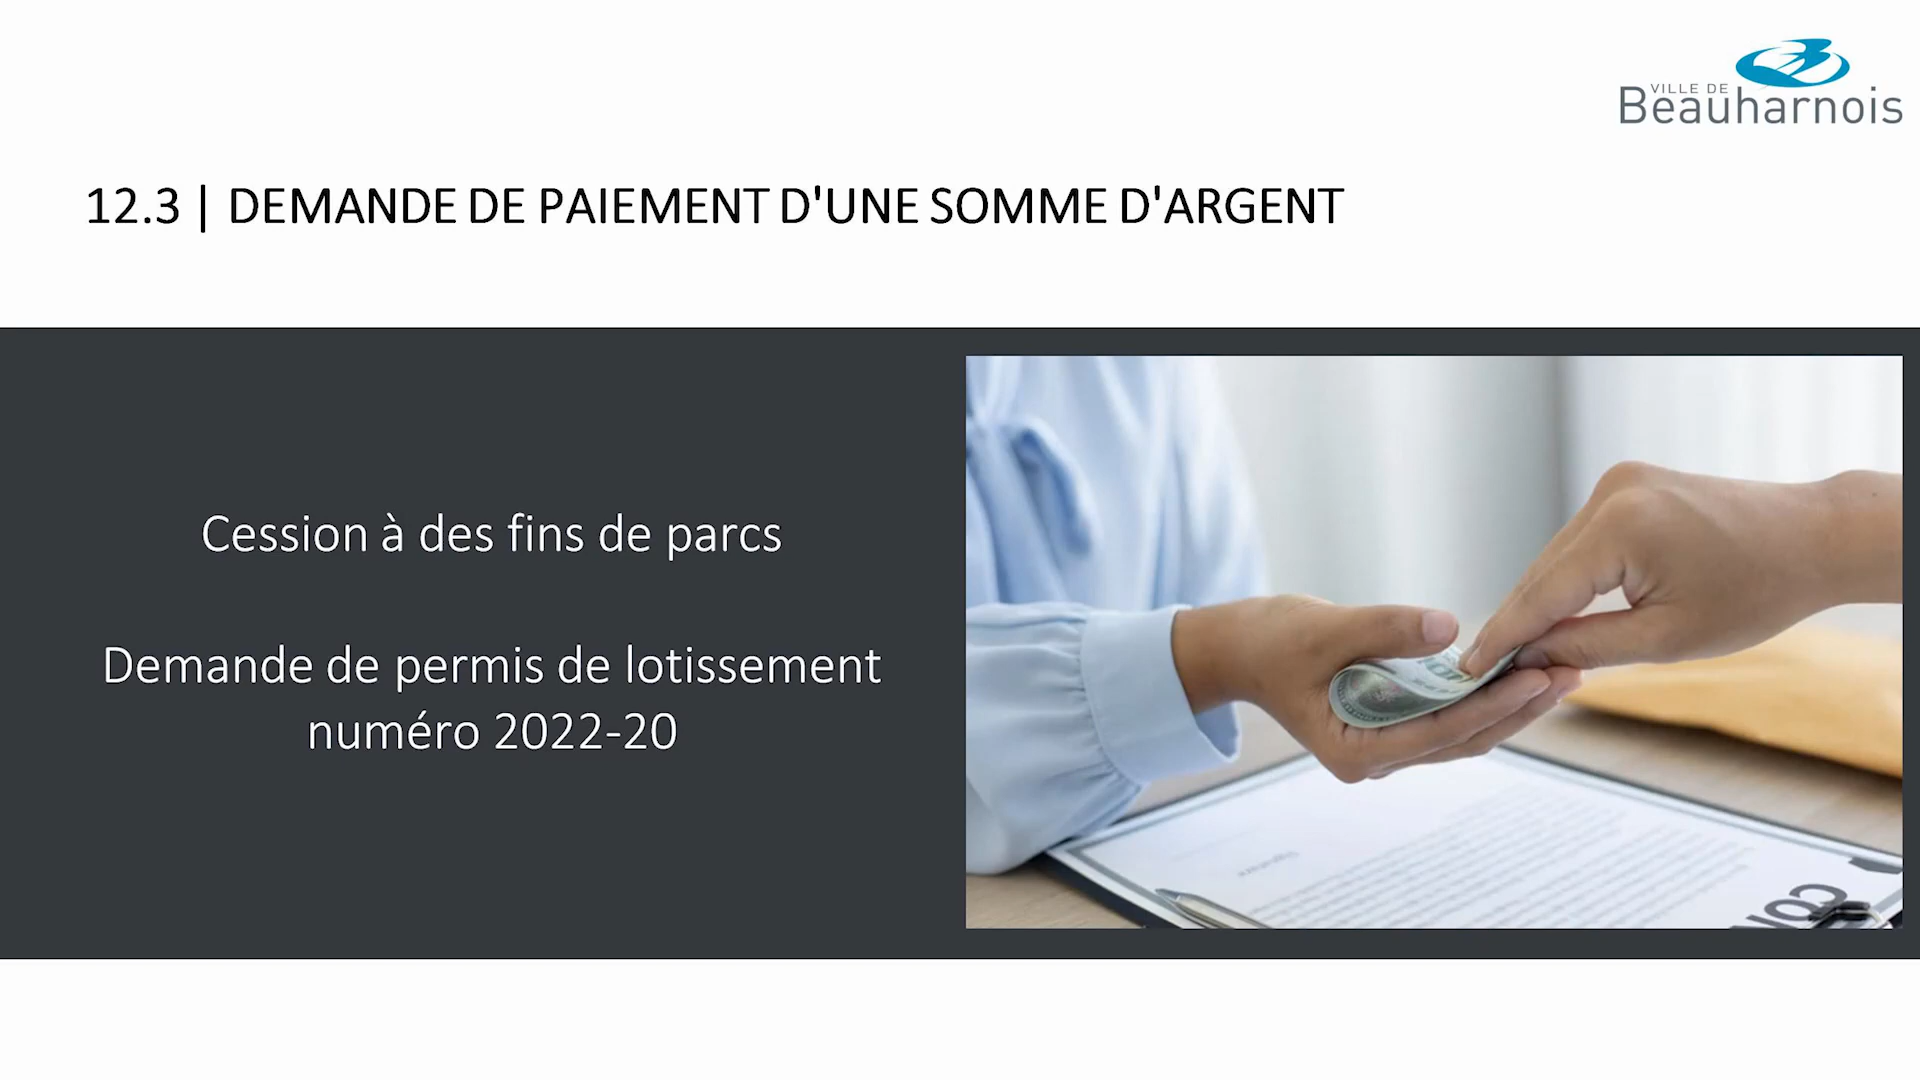 VILLE DE
Beauharnois
12.3 | DEMANDE DE PAIEMENT D'UNE SOMME D'ARGENT
Cession à des fins de parcs
Demande de permis de lotissement
numéro 2022-20